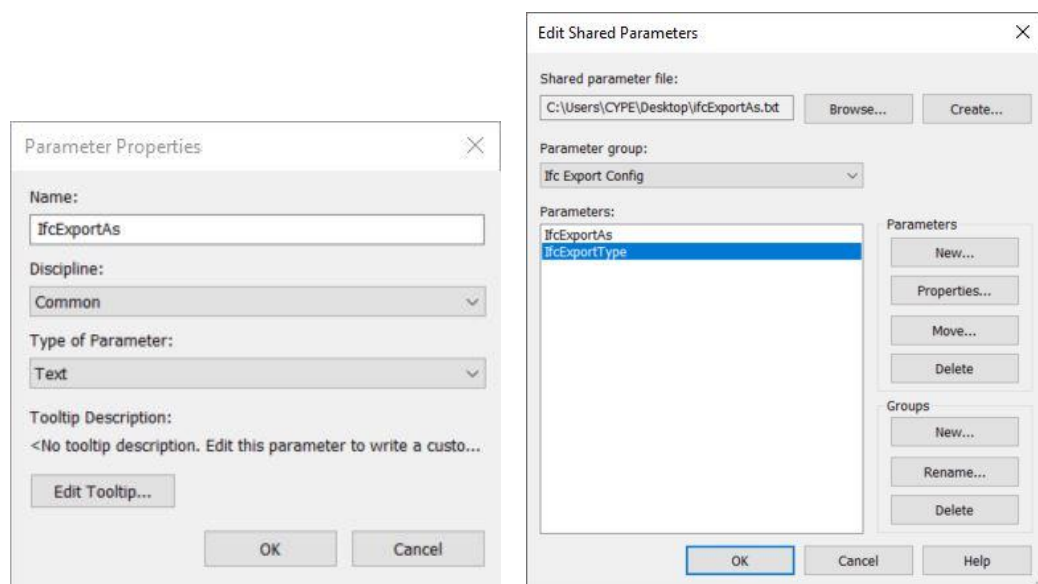 Parameter Properties
Name:
IfcExportAs
Discipline:
Common
Type of Parameter:
Text
Tooltip Description:
<No tooltip description. Edit this parameter to write a custo...
Edit Tooltip...
OK
Cancel
Edit Shared Parameters
Shared parameter file:
C:\Users\CYPE\Desktop\ifcExportAs.txt
Browse...
Create...
Parameter group:
Ifc Export Config
Parameters:
IfcExportAs
IfcExportType
Parameters
New...
Properties...
Move...
Delete
Groups
New...
Rename...
Delete
OK
Cancel
Help